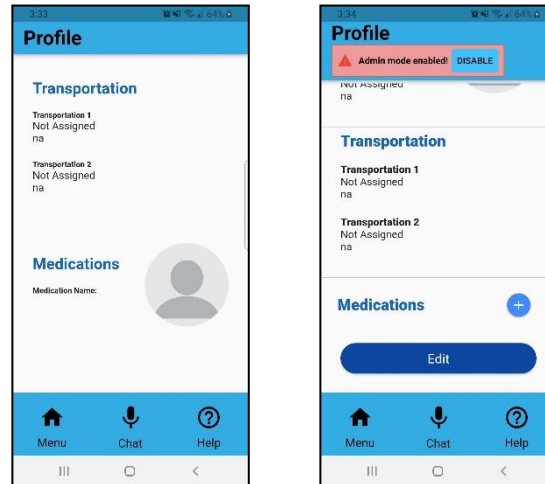 3:33
64%
Profile
Transportation
Transportation 1
Not Assigned
na
Transportation 2
Not Assigned
na
Medications
Medication Name:
Menu
Chat
Help
3:34
64%
Profile
Admin mode enabled! DISABLE
Not Assigned
na
Transportation
Transportation 1
Not Assigned
na
Transportation 2
Not Assigned
na
Medications
Edit
Menu
Chat
Help